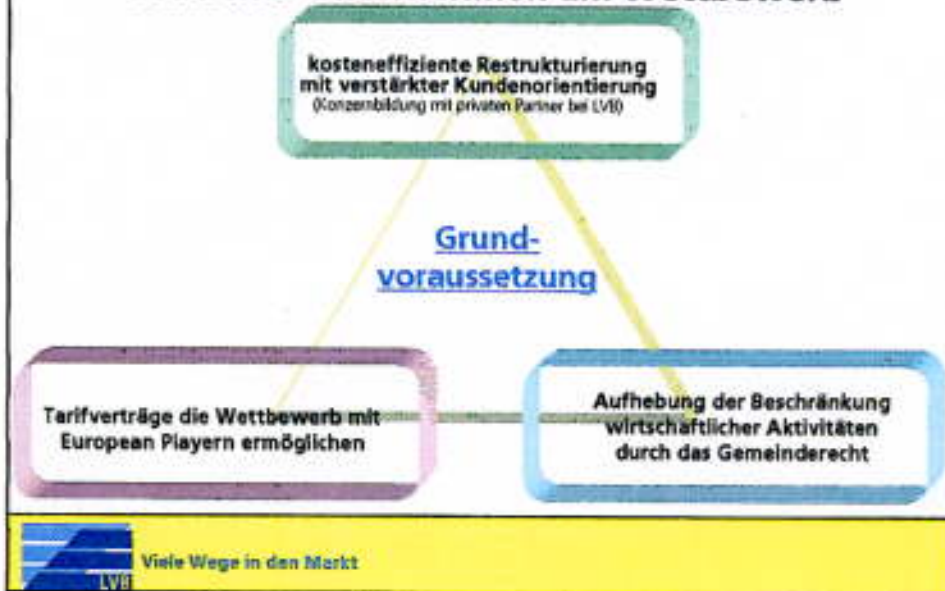 kosteneffiziente Restrukturierung
mit verstärkter Kundenorientierung
(Konzernbildung mit privaten Partner bei LVB)
Grund-
voraussetzung
Tarifverträge die Wettbewerb mit
European Playern ermöglichen
Aufhebung der Beschränkung
wirtschaftlicher Aktivitäten
durch das Gemeinderecht
LVB
Viele Wege in den Markt